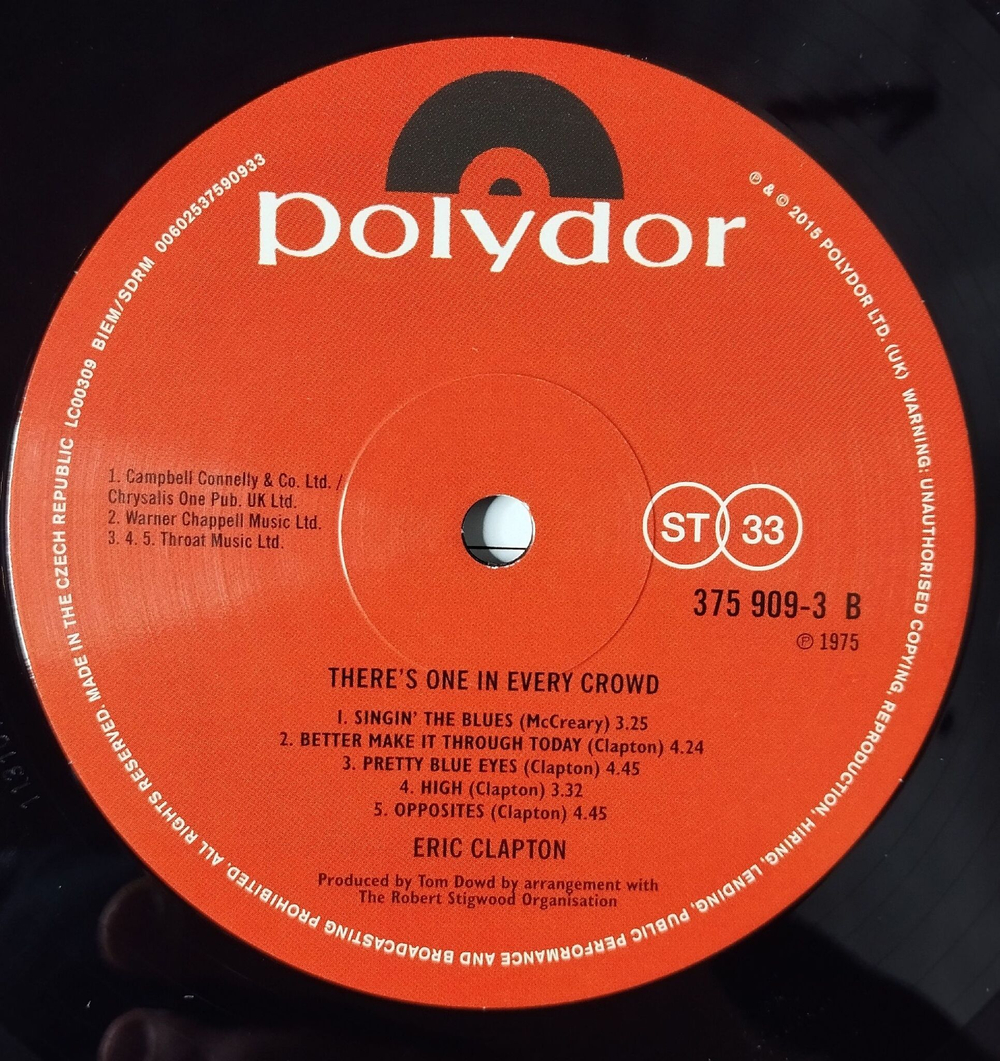 polydor
MADE IN THE CZECH REPUBLIC LC00309 BIEM/SDRM 00602537590933
℗ & © 2015 POLYDOR LTD. (UK) WARNING: UNAUTHORISED COPYING, REPRODUCTION, HIRING, LENDING, PUBLIC PERFORMANCE AND BROADCASTING PROHIBITED. ALL RIGHTS RESERVED.
1. Campbell Connelly & Co. Ltd. /
Chrysalis One Pub. UK Ltd.
2. Warner Chappell Music Ltd.
3. 4. 5. Throat Music Ltd.
ST 33
375 909-3 B
℗ 1975
THERE'S ONE IN EVERY CROWD
1. SINGIN' THE BLUES (McCreary) 3.25
2. BETTER MAKE IT THROUGH TODAY (Clapton) 4.24
3. PRETTY BLUE EYES (Clapton) 4.45
4. HIGH (Clapton) 3.32
5. OPPOSITES (Clapton) 4.45
ERIC CLAPTON
Produced by Tom Dowd by arrangement with
The Robert Stigwood Organisation